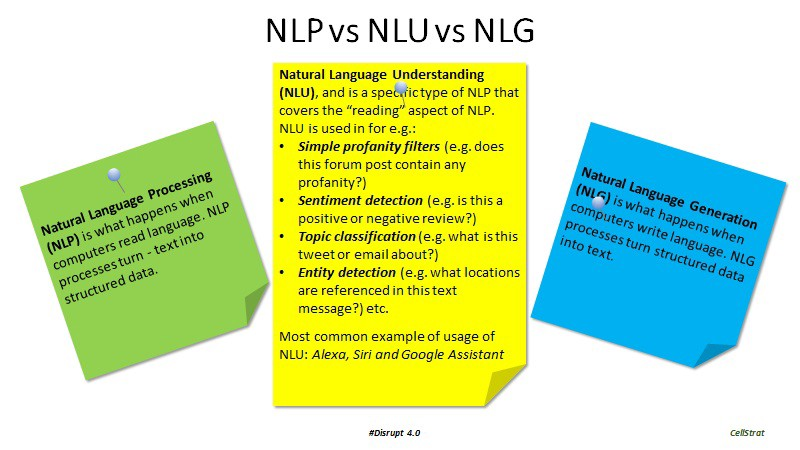 NLP vs NLU vs NLG
Natural Language Processing
(NLP) is what happens when
computers read language. NLP
processes turn - text into
structured data.
Natural Language Understanding
(NLU), and is a specific type of NLP that
covers the “reading” aspect of NLP.
NLU is used in for e.g.:
• Simple profanity filters (e.g. does
this forum post contain any
profanity?)
• Sentiment detection (e.g. is this a
positive or negative review?)
• Topic classification (e.g. what is this
tweet or email about?)
• Entity detection (e.g. what locations
are referenced in this text
message?) etc.
Most common example of usage of
NLU: Alexa, Siri and Google Assistant
Natural Language Generation
(NLG) is what happens when
computers write language. NLG
processes turn structured data
into text.
#Disrupt 4.0
CellStrat